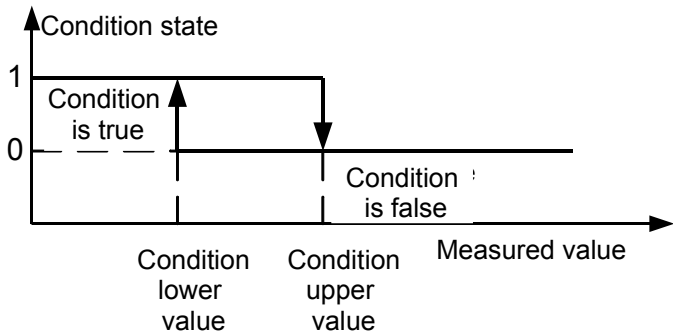 Condition state
1
Condition
is true
0
Condition
is false
Measured value
Condition
lower
value
Condition
upper
value